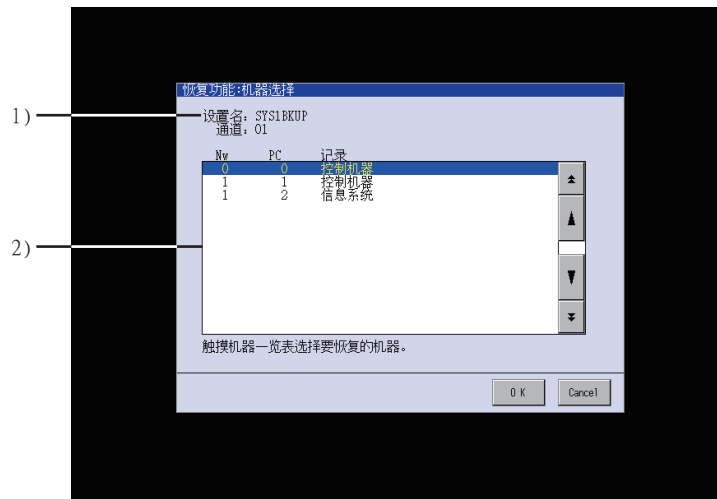 恢复功能:机器选择
1)
设置名: SYS1BKUP
通道: 01
Nw PC 记录
0 0 控制机器
1 1 控制机器
1 2 信息系统
2)
触摸机器一览表选择要恢复的机器。
OK Cancel